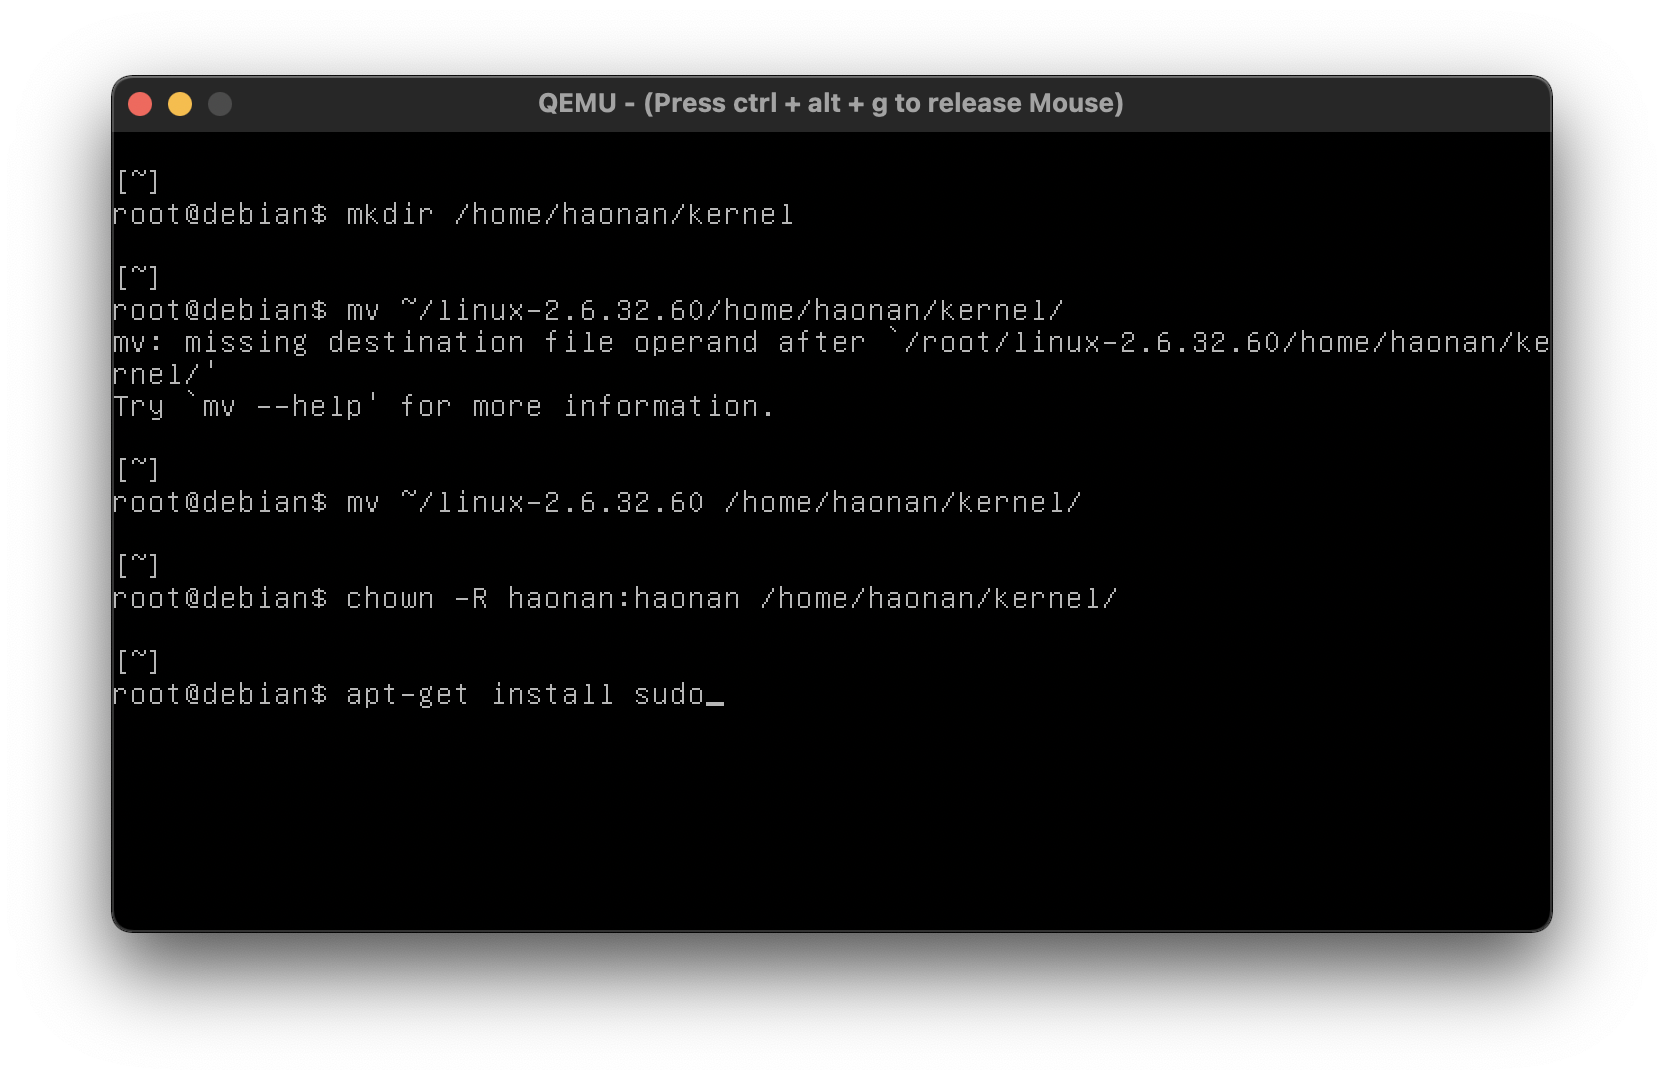 QEMU - (Press ctrl + alt + g to release Mouse)
[~]
root@debian$ mkdir /home/haonan/kernel
[~]
root@debian$ mv ~/linux-2.6.32.60/home/haonan/kernel/
mv: missing destination file operand after `/root/linux-2.6.32.60/home/haonan/ke
rnel/'
Try `mv --help' for more information.
[~]
root@debian$ mv ~/linux-2.6.32.60 /home/haonan/kernel/
[~]
root@debian$ chown -R haonan:haonan /home/haonan/kernel/
[~]
root@debian$ apt-get install sudo_